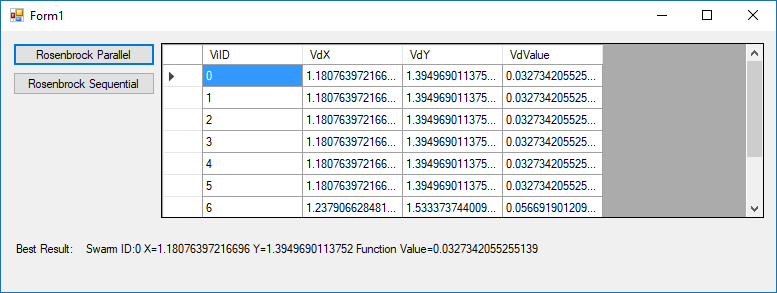 Form1
Rosenbrock Parallel
Rosenbrock Sequential
ViID VdX VdY VdValue
0 1.180763972166... 1.394969011375... 0.032734205525...
1 1.180763972166... 1.394969011375... 0.032734205525...
2 1.180763972166... 1.394969011375... 0.032734205525...
3 1.180763972166... 1.394969011375... 0.032734205525...
4 1.180763972166... 1.394969011375... 0.032734205525...
5 1.180763972166... 1.394969011375... 0.032734205525...
6 1.237906628481... 1.533373744009... 0.056691901209...
Best Result: Swarm ID:0 X=1.18076397216696 Y=1.3949690113752 Function Value=0.0327342055255139